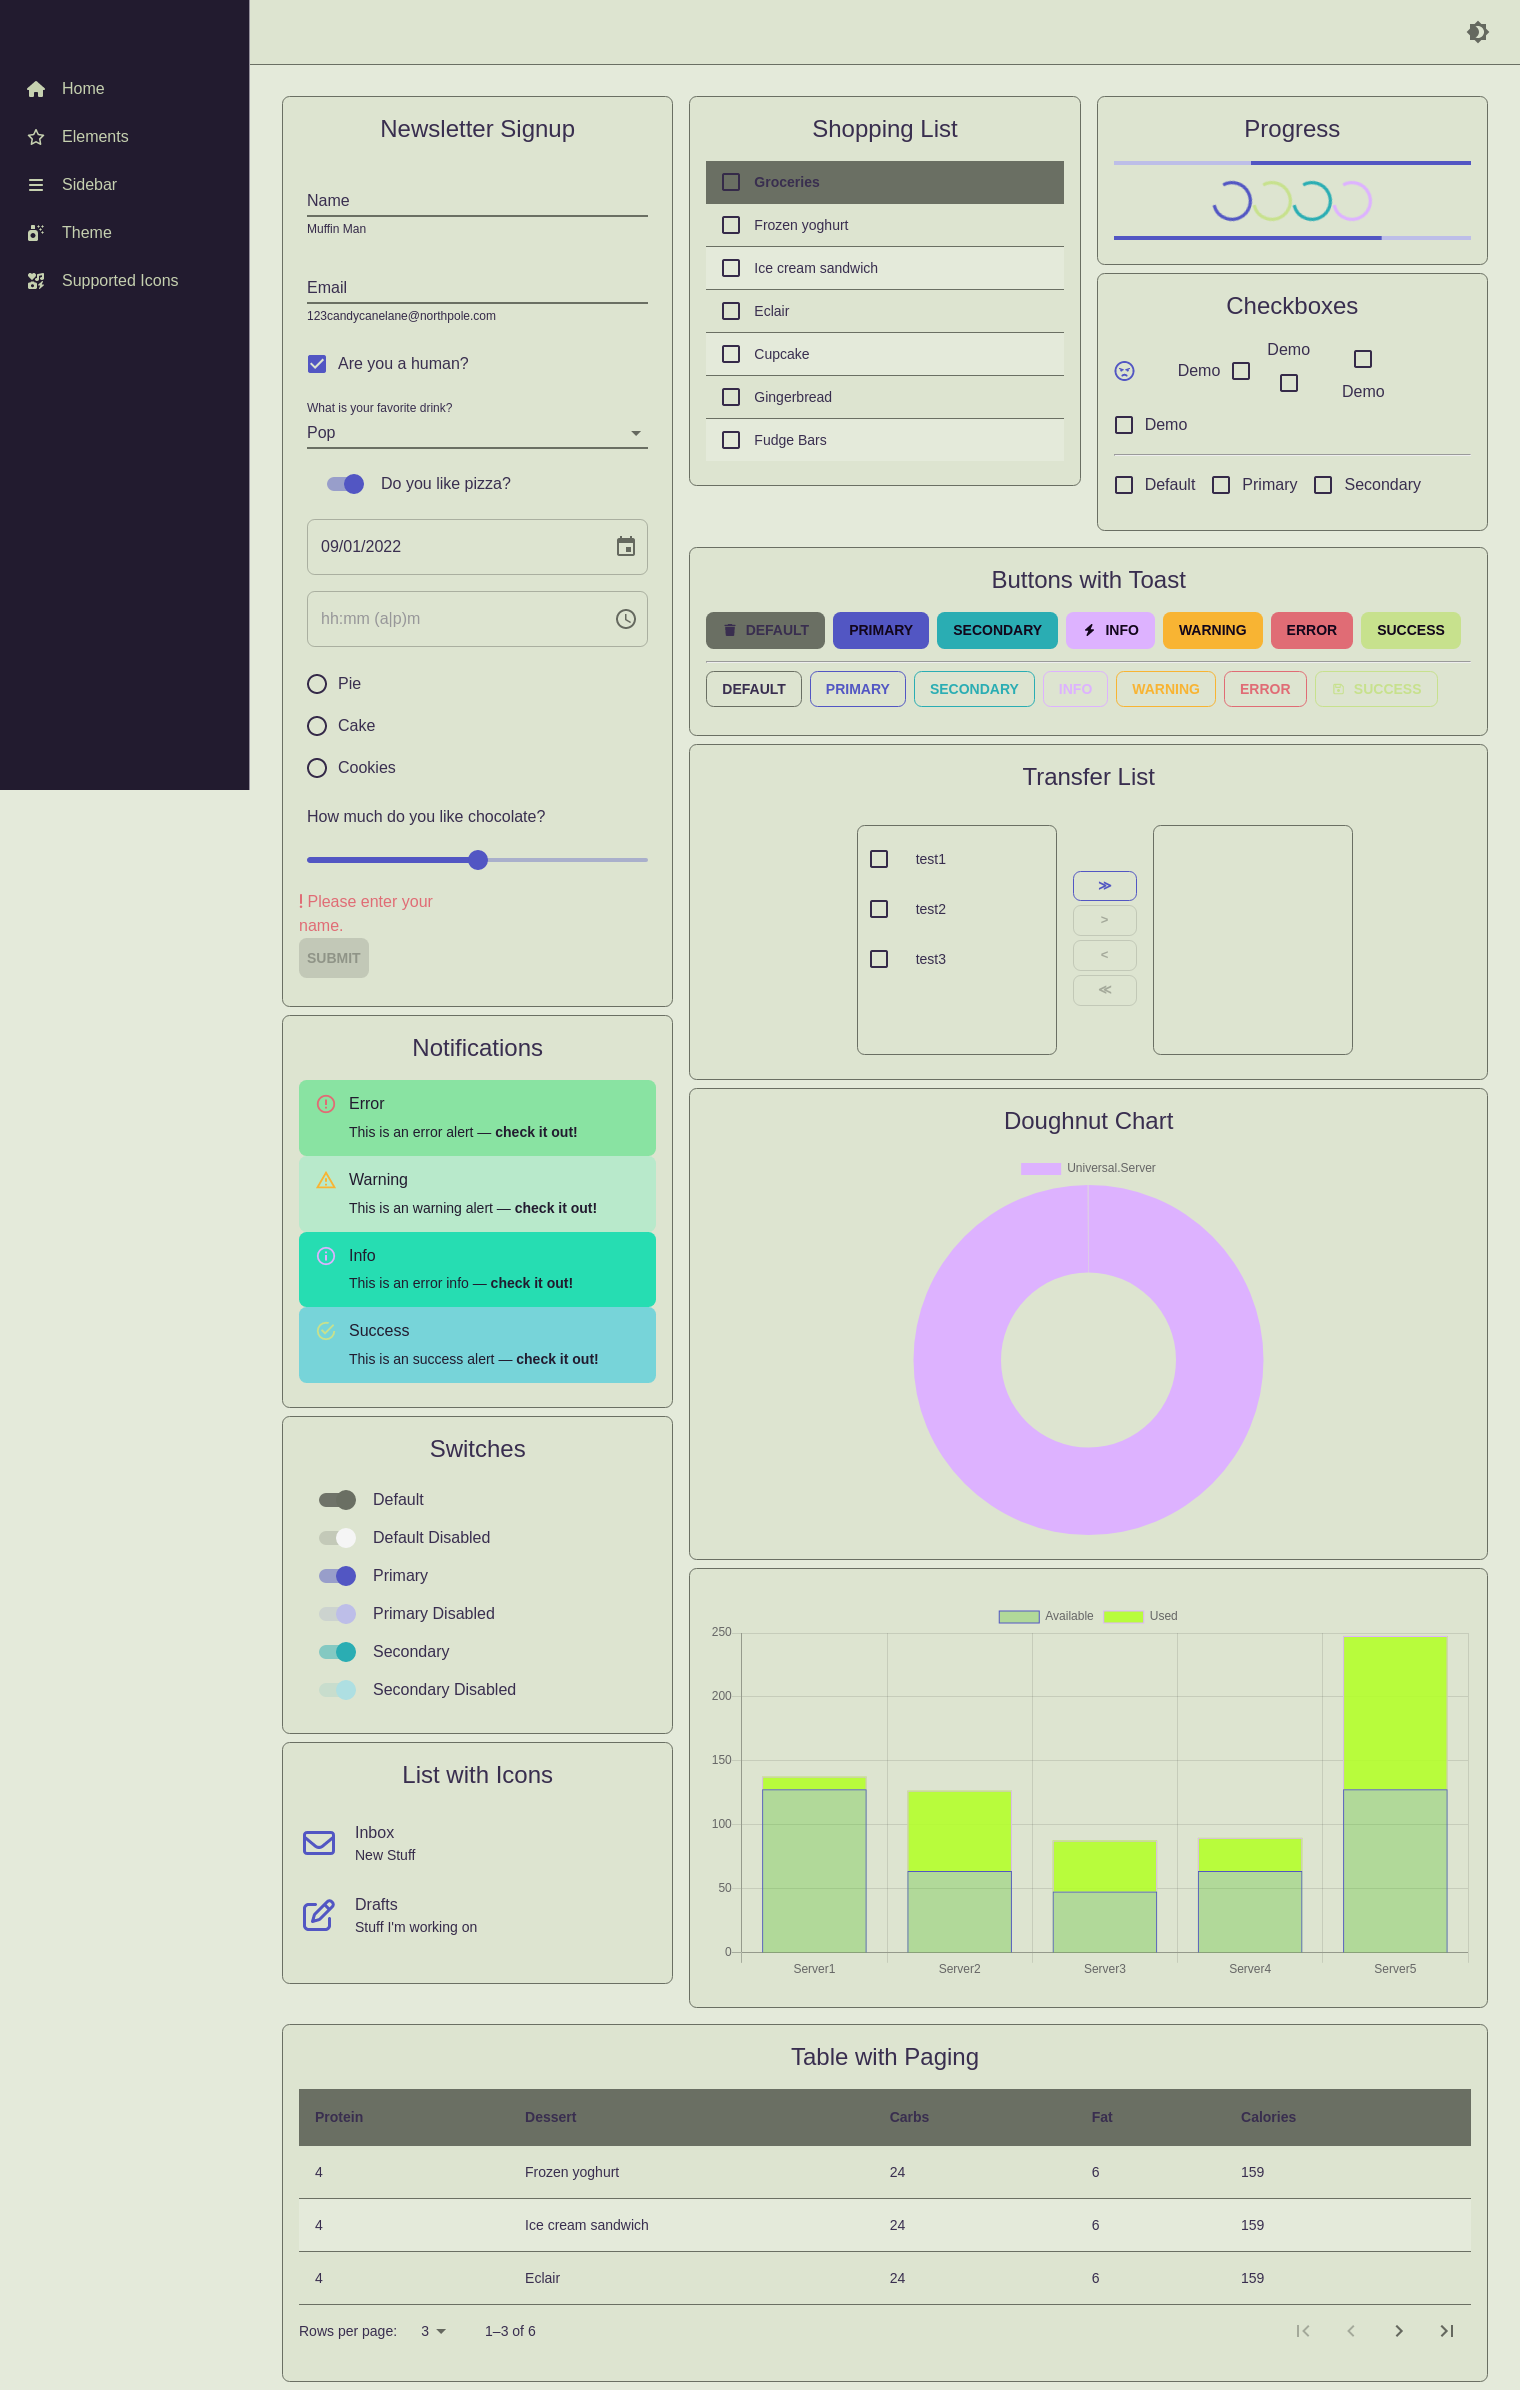 Home
Elements
Sidebar
Theme
Supported Icons
Newsletter Signup
Name
Muffin Man
Email
123candycanelane@northpole.com
Are you a human?
What is your favorite drink?
Pop
Do you like pizza?
09/01/2022
hh:mm (a|p)m
Pie
Cake
Cookies
How much do you like chocolate?
! Please enter your
name.
SUBMIT
Notifications
Error
This is an error alert — check it out!
Warning
This is an warning alert — check it out!
Info
This is an error info — check it out!
Success
This is an success alert — check it out!
Switches
Default
Default Disabled
Primary
Primary Disabled
Secondary
Secondary Disabled
List with Icons
Inbox
New Stuff
Drafts
Stuff I'm working on
Shopping List
Groceries
Frozen yoghurt
Ice cream sandwich
Eclair
Cupcake
Gingerbread
Fudge Bars
Progress
Checkboxes
Demo
Demo
Demo
Demo
Default Primary Secondary
Buttons with Toast
DEFAULT PRIMARY SECONDARY INFO WARNING ERROR SUCCESS
DEFAULT PRIMARY SECONDARY INFO WARNING ERROR SUCCESS
Transfer List
test1
test2
test3
≫
>
<
≪
Doughnut Chart
Universal.Server
Available Used
250
200
150
100
50
0
Server1 Server2 Server3 Server4 Server5
Table with Paging
Protein Dessert Carbs Fat Calories
4 Frozen yoghurt 24 6 159
4 Ice cream sandwich 24 6 159
4 Eclair 24 6 159
Rows per page: 3 1–3 of 6